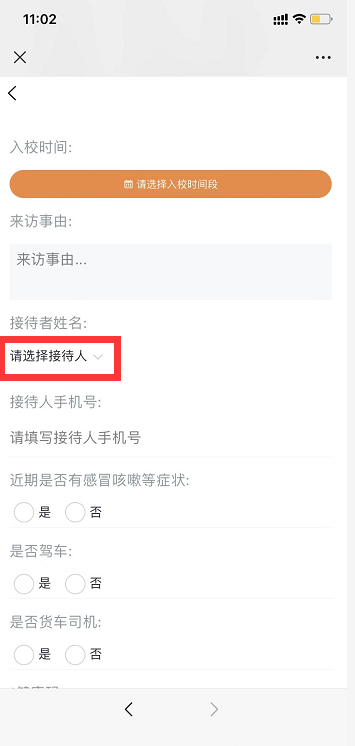 11:02
入校时间:
请选择入校时间段
来访事由:
来访事由...
接待者姓名:
请选择接待人
接待人手机号:
请填写接待人手机号
近期是否有感冒咳嗽等症状:
是 否
是否驾车:
是 否
是否货车司机:
是 否